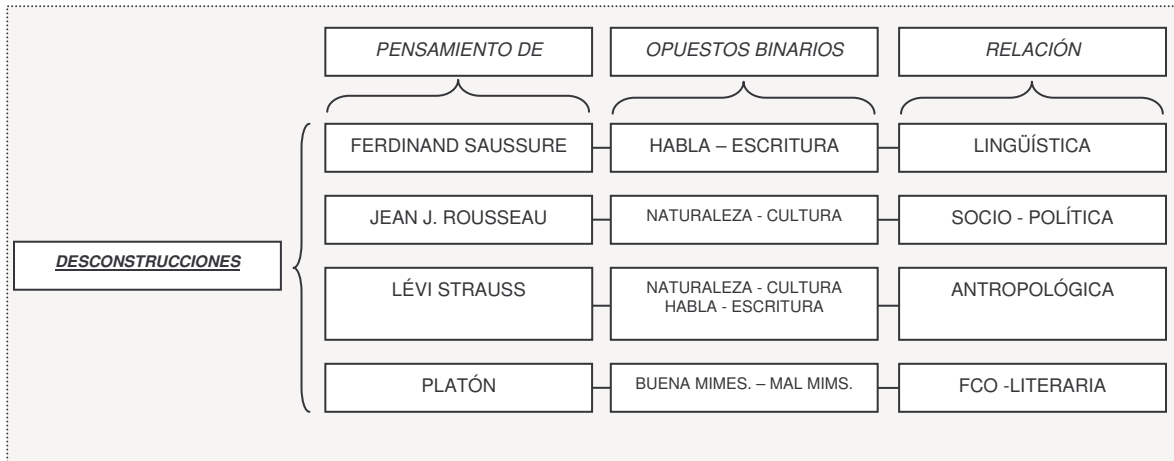 PENSAMIENTO DE
OPUESTOS BINARIOS
RELACIÓN
FERDINAND SAUSSURE
HABLA – ESCRITURA
LINGÜÍSTICA
JEAN J. ROUSSEAU
NATURALEZA - CULTURA
SOCIO - POLÍTICA
DESCONSTRUCCIONES
LÉVI STRAUSS
NATURALEZA - CULTURA
HABLA - ESCRITURA
ANTROPOLÓGICA
PLATÓN
BUENA MIMES. – MAL MIMS.
FCO -LITERARIA